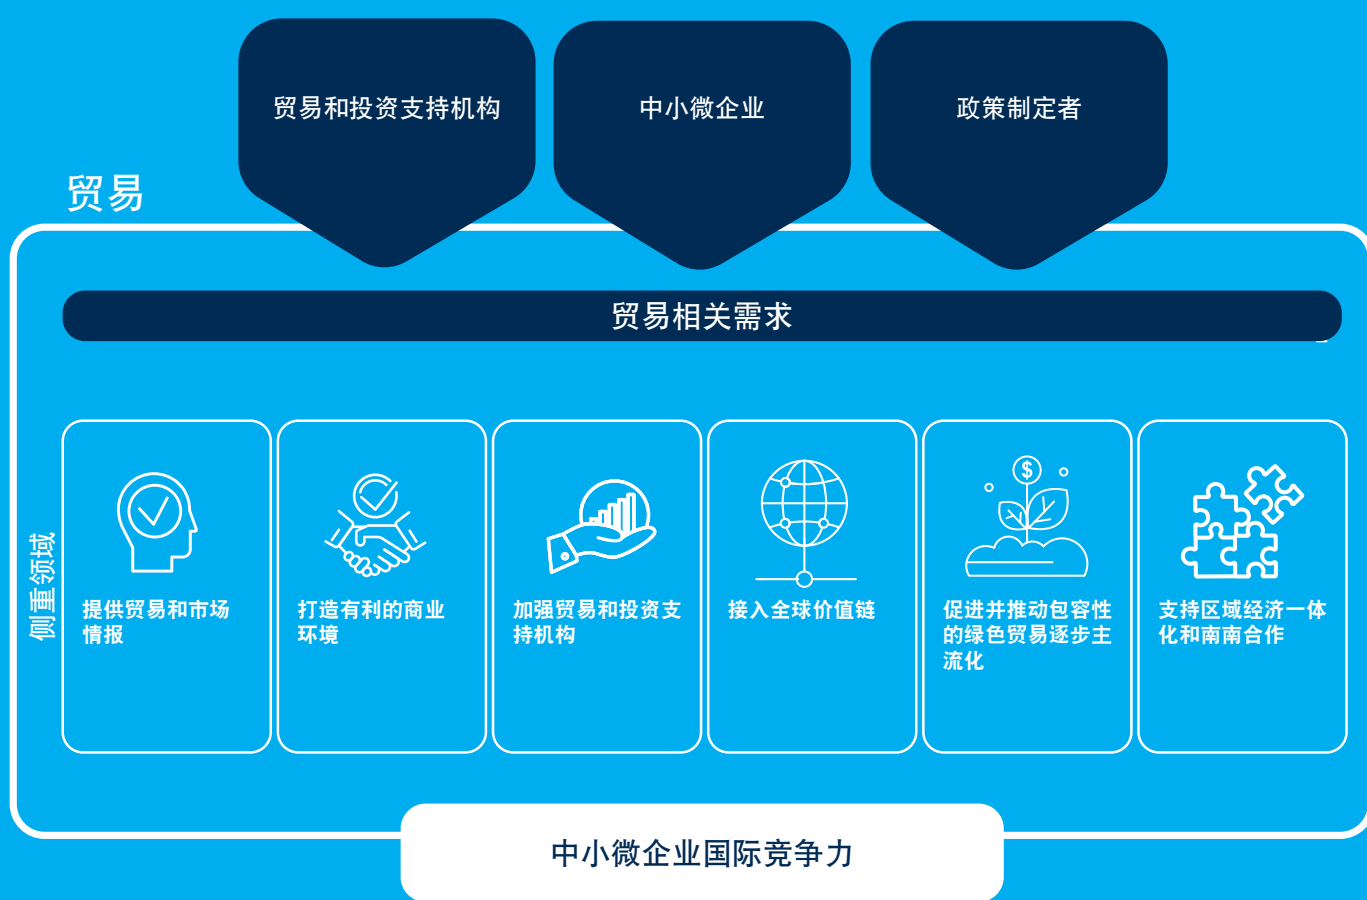 贸易和投资支持机构
中小微企业
政策制定者
贸易
贸易相关需求
侧重领域
提供贸易和市场
情报
打造有利的商业
环境
加强贸易和投资支
持机构
接入全球价值链
$
促进并推动包容性
的绿色贸易逐步主
流化
支持区域经济一体
化和南南合作
中小微企业国际竞争力